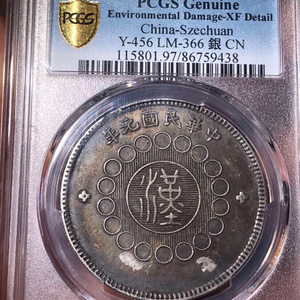 PCGS
PCGS Genuine
Environmental Damage-XF Detail
China-Szechuan
Y-456 LM-366 銀 CN
115801.97/86759438
年元國民華中
漢